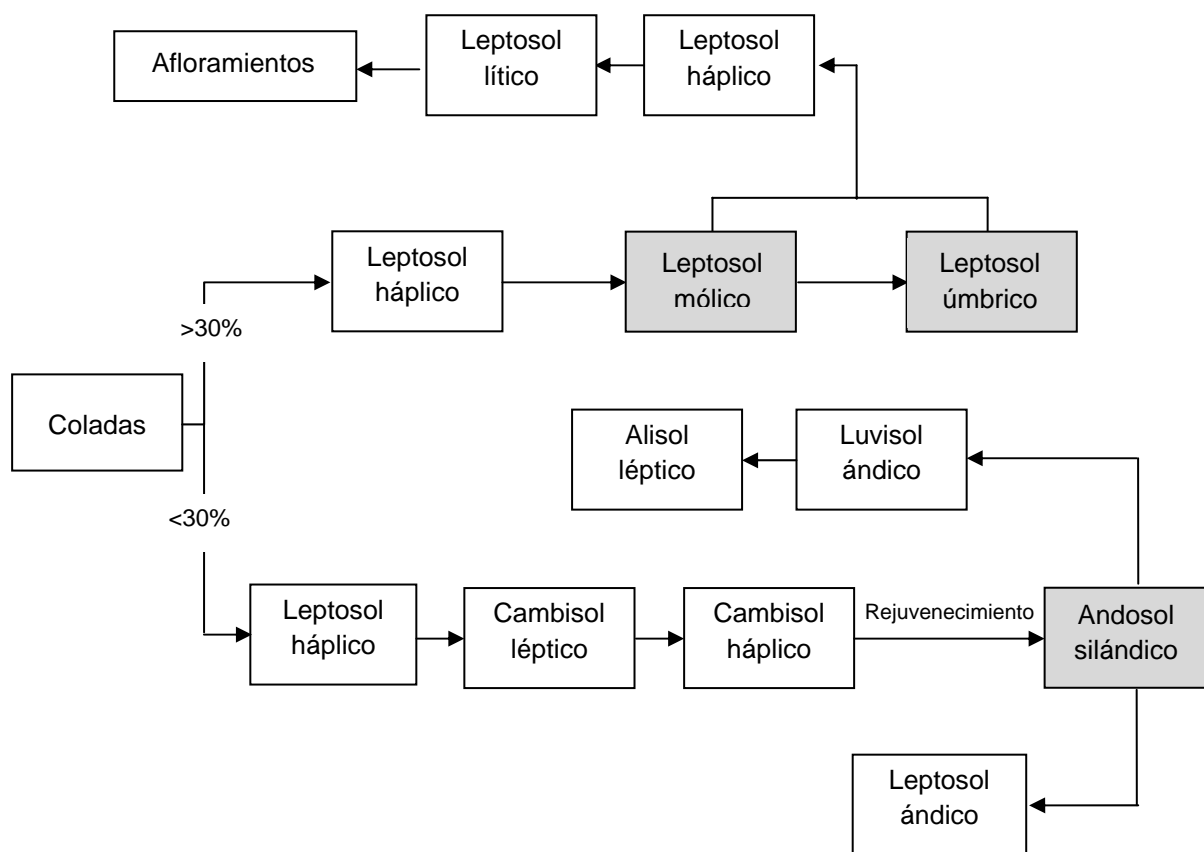 Afloramientos
Leptosol
lítico
Leptosol
háplico
Leptosol
háplico
Leptosol
mólico
Leptosol
úmbrico
>30%
Coladas
<30%
Alisol
léptico
Luvisol
ándico
Leptosol
háplico
Cambisol
léptico
Cambisol
háplico
Rejuvenecimiento
Andosol
silándico
Leptosol
ándico